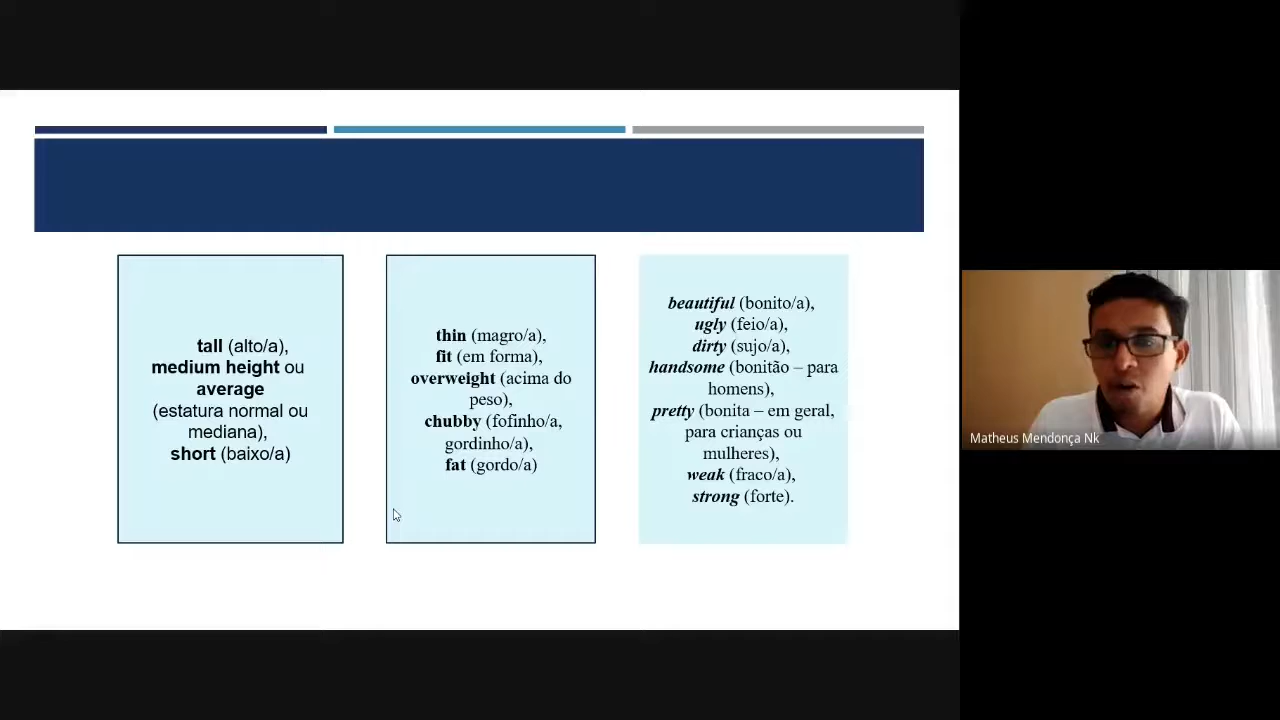 tall (alto/a),
medium height ou
average
(estatura normal ou
mediana),
short (baixo/a)
thin (magro/a),
fit (em forma),
overweight (acima do
peso),
chubby (fofinho/a,
gordinho/a),
fat (gordo/a)
beautiful (bonito/a),
ugly (feio/a),
dirty (sujo/a),
handsome (bonitão – para
homens),
pretty (bonita – em geral,
para crianças ou
mulheres),
weak (fraco/a),
strong (forte).
Matheus Mendonça Nk